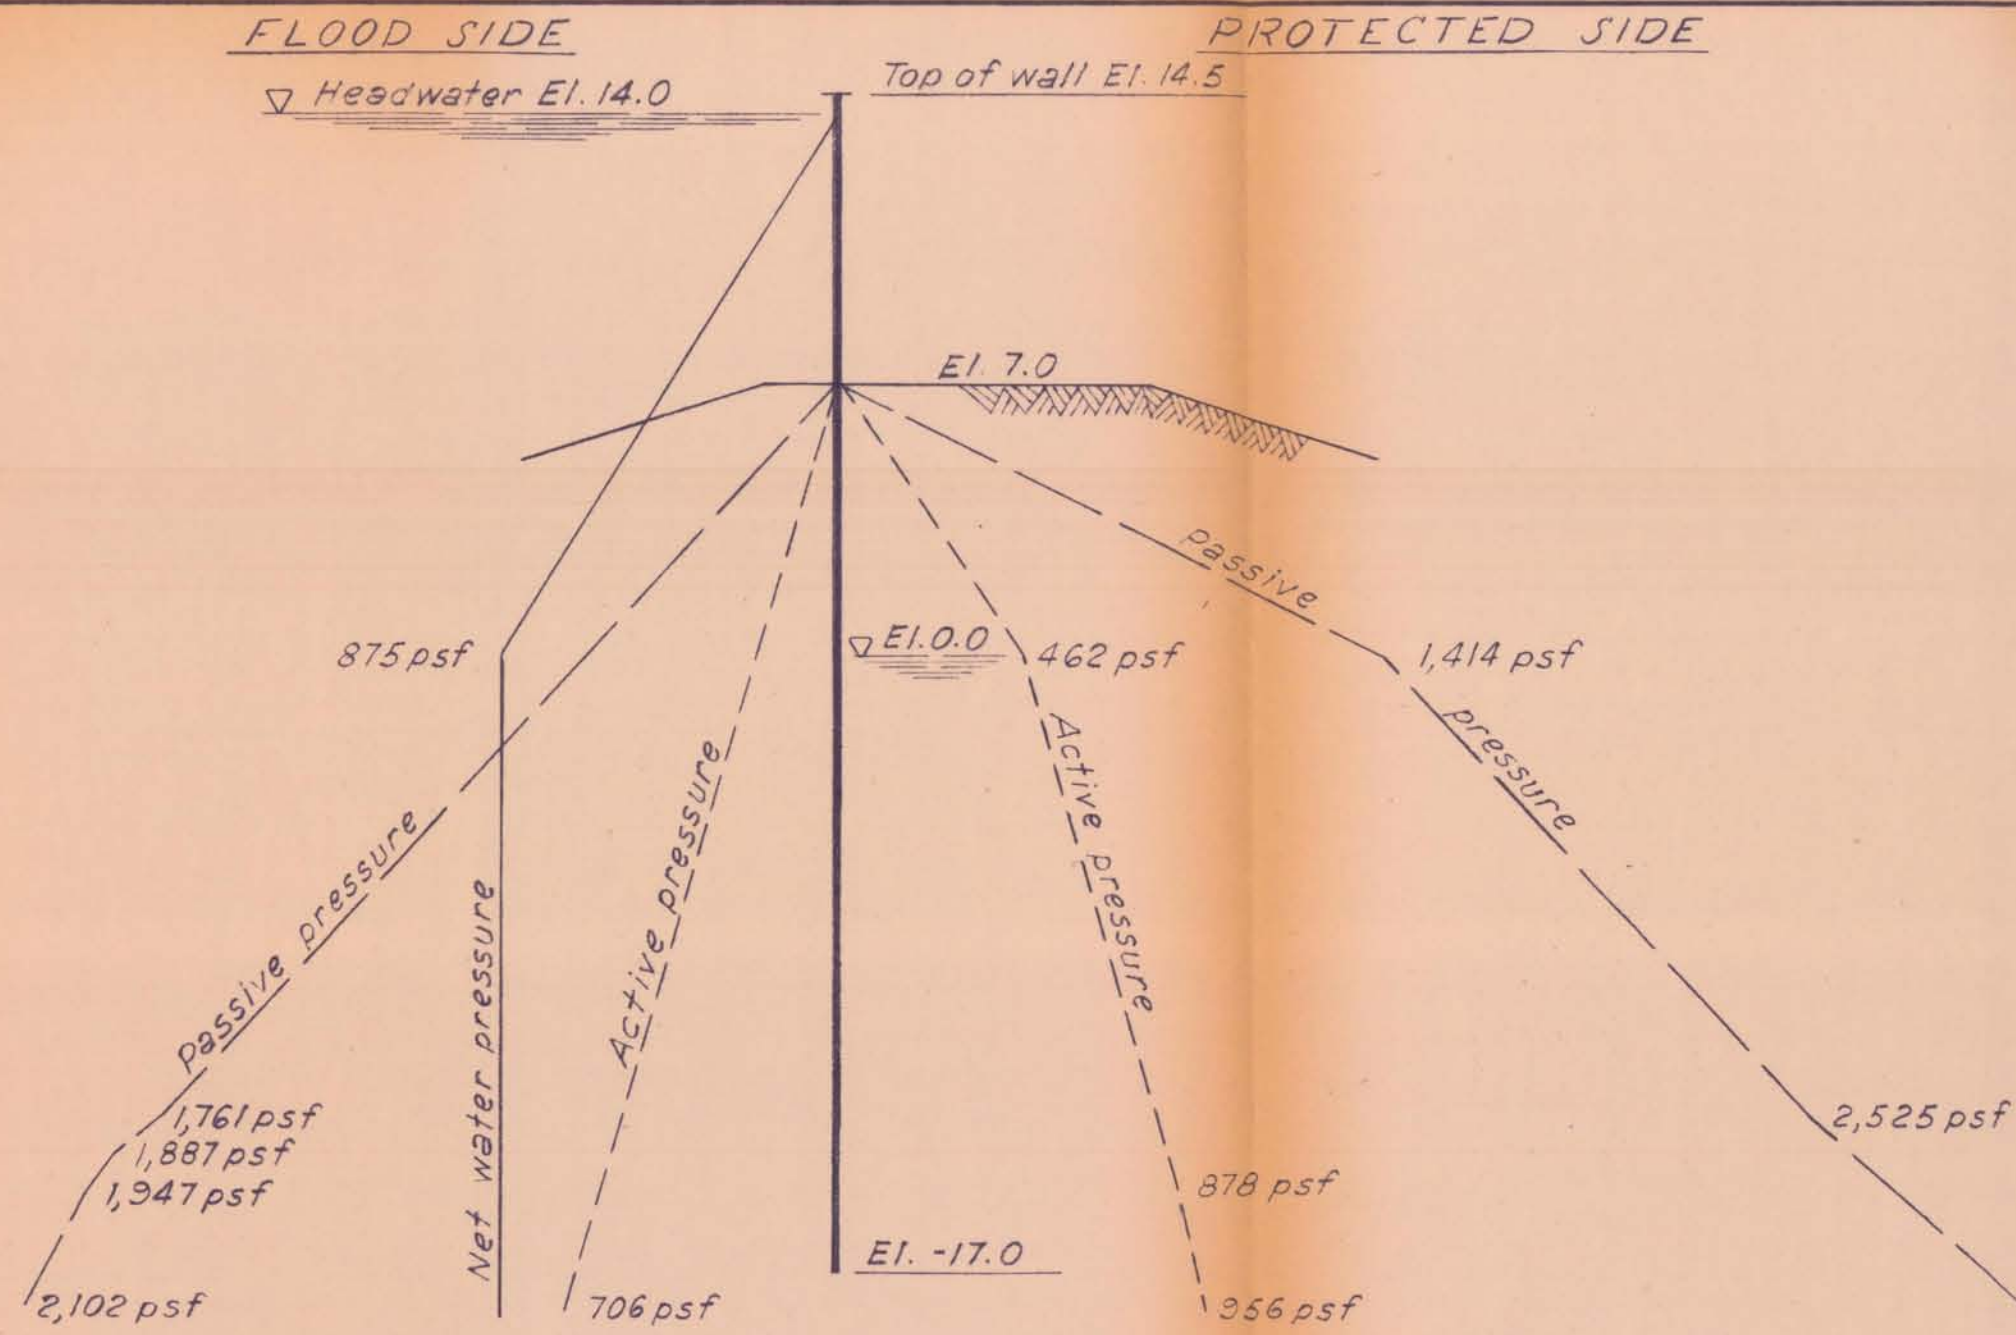 FLOOD SIDE
PROTECTED SIDE
Headwater El. 14.0
Top of wall El. 14.5
El. 7.0
passive
875 psf
El. 0.0
462 psf
1,414 psf
pressure
Active pressure
Active pressure
passive pressure
Net water pressure
1,761 psf
1,887 psf
1,947 psf
2,525 psf
878 psf
El. -17.0
2,102 psf
706 psf
956 psf